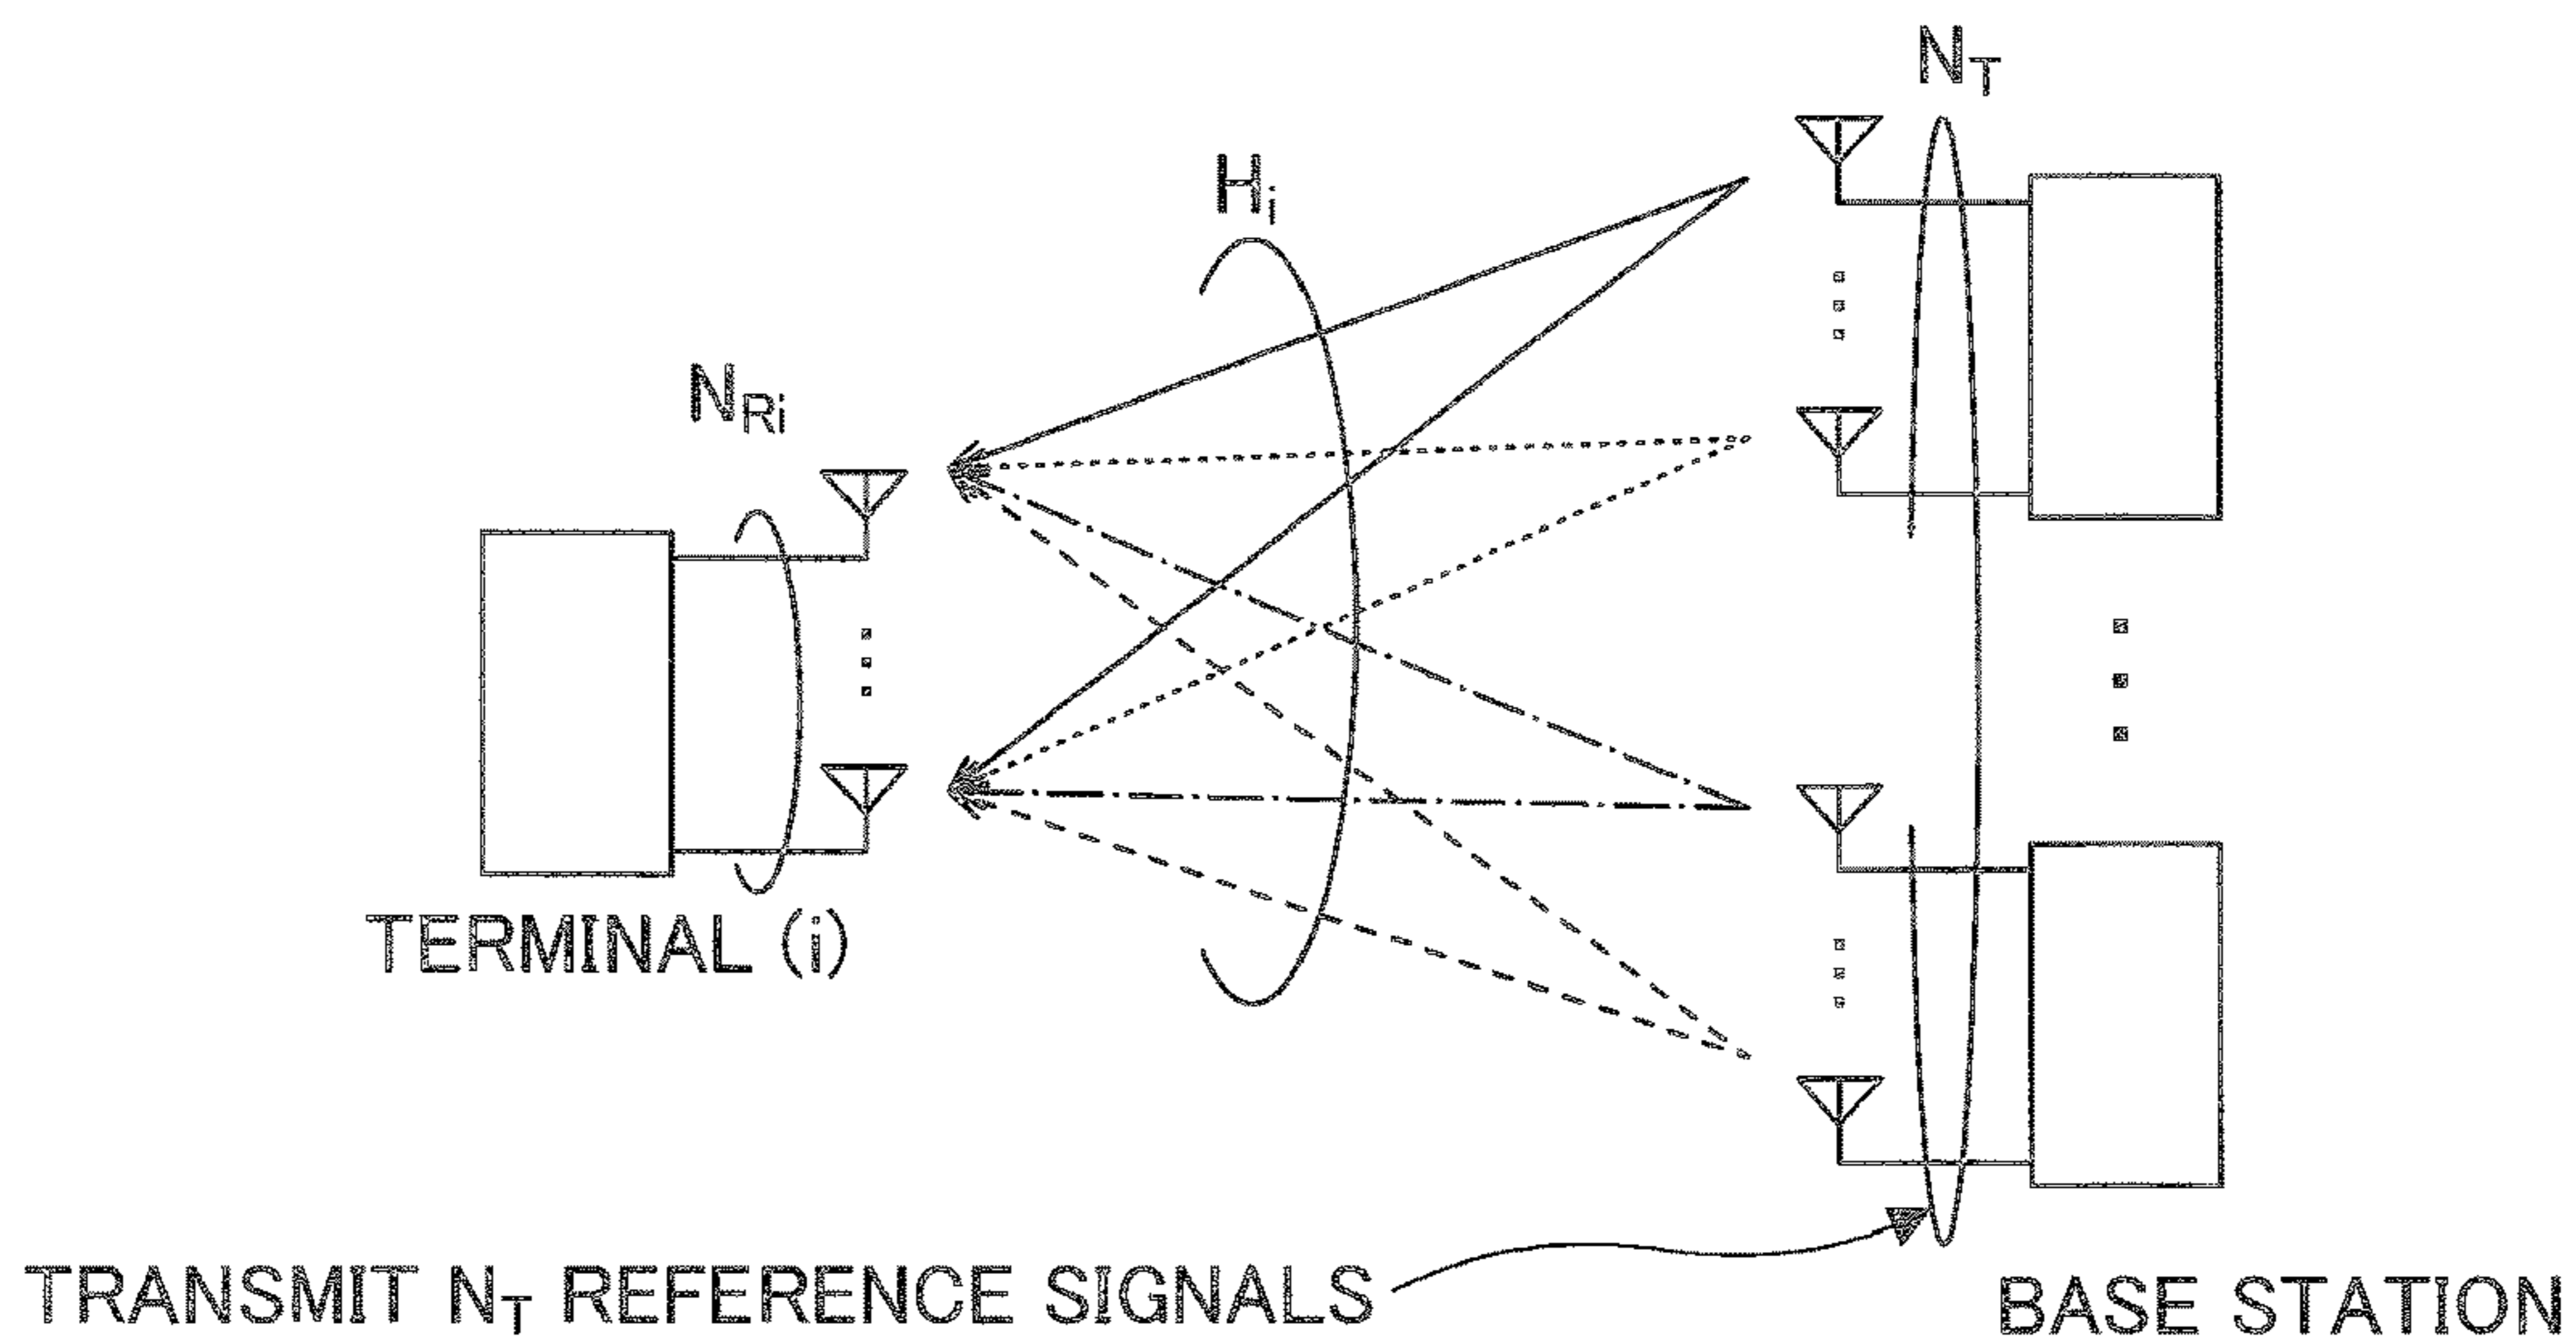 N_T
H_i
N_Ri
TERMINAL (i)
TRANSMIT N_T REFERENCE SIGNALS
BASE STATION